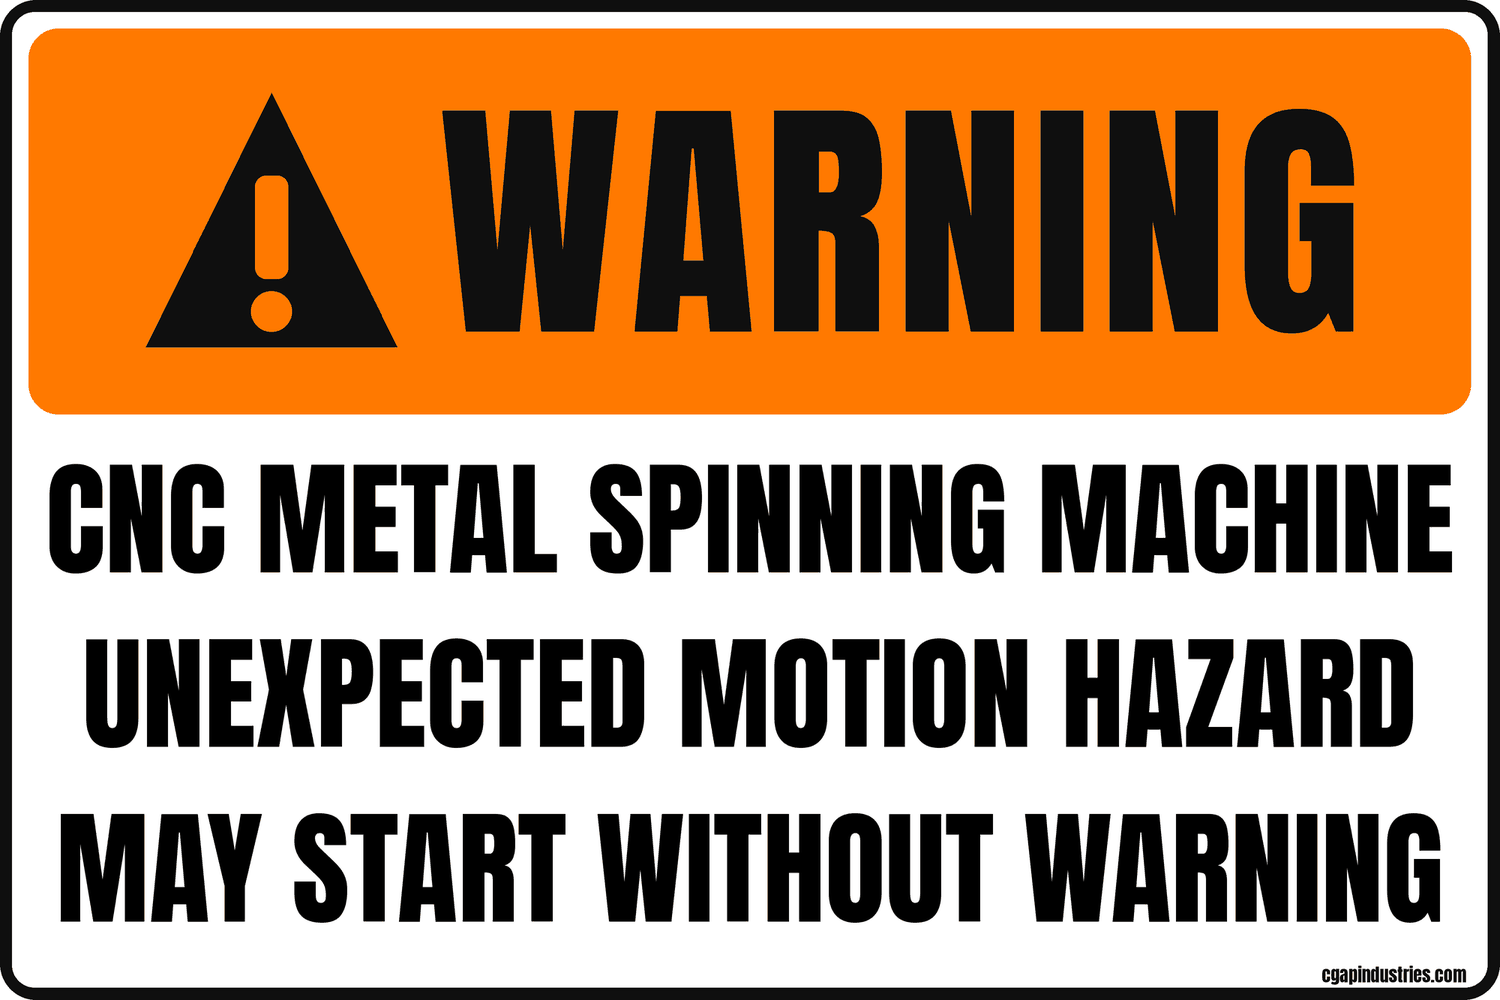 WARNING
CNC METAL SPINNING MACHINE
UNEXPECTED MOTION HAZARD
MAY START WITHOUT WARNING
cgapindustries.com